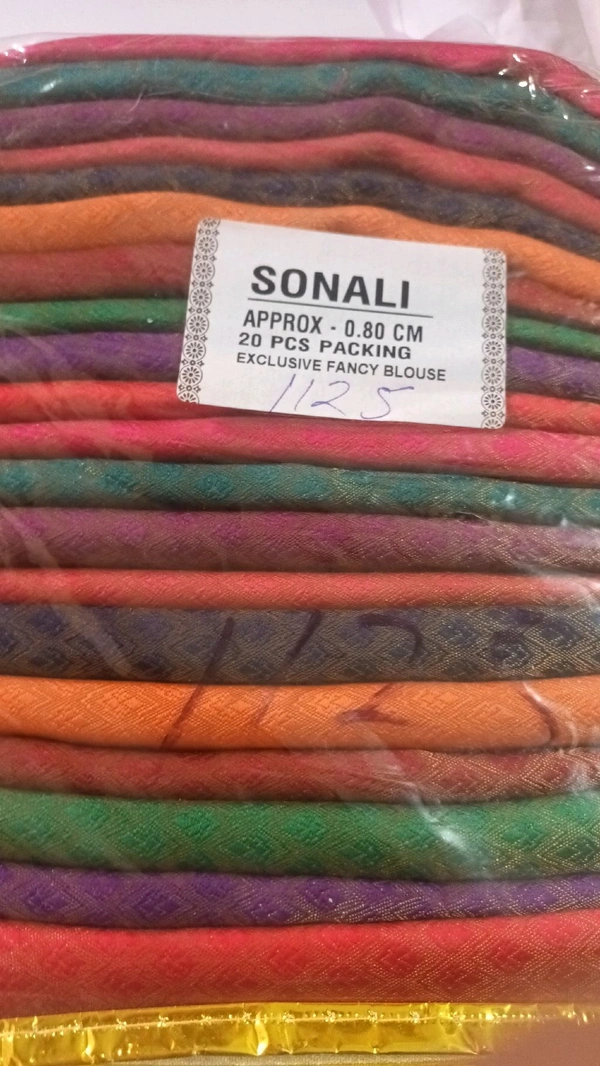 SONALI
APPROX - 0.80 CM
20 PCS PACKING
EXCLUSIVE FANCY BLOUSE
1125